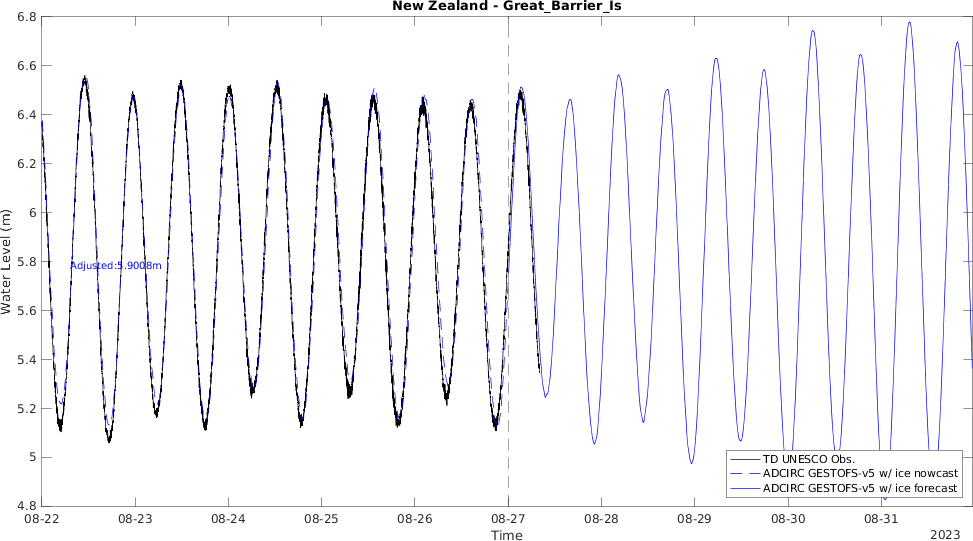 New Zealand - Great_Barrier_Is
6.8
6.6
6.4
6.2
6
5.8
5.6
5.4
5.2
5
4.8
Water Level (m)
Adjusted:5.9008m
TD UNESCO Obs.
ADCIRC GESTOFS-v5 w/ ice nowcast
ADCIRC GESTOFS-v5 w/ ice forecast
08-22 08-23 08-24 08-25 08-26 08-27 08-28 08-29 08-30 08-31
Time
2023